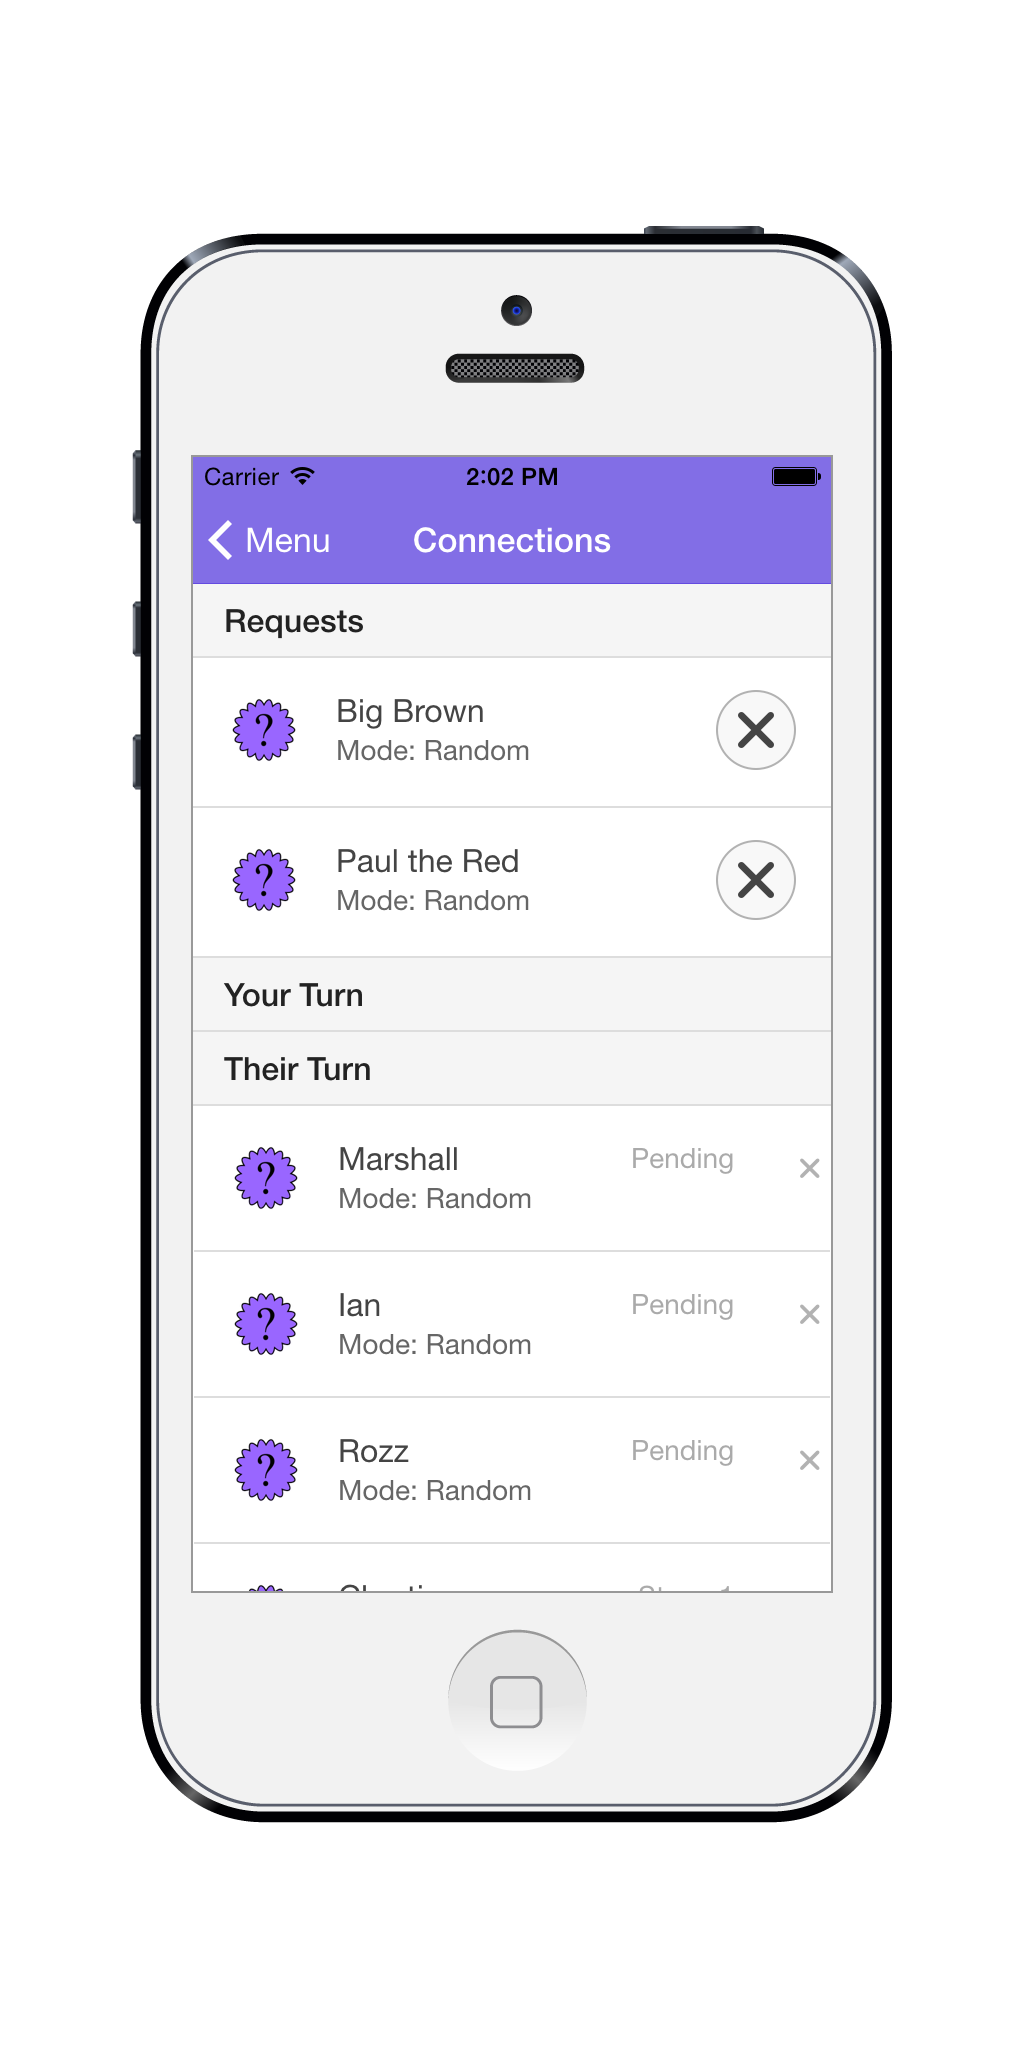 Carrier 2:02 PM
Menu Connections
Requests
? Big Brown
Mode: Random
? Paul the Red
Mode: Random
Your Turn
Their Turn
? Marshall Pending
Mode: Random
? Ian Pending
Mode: Random
? Rozz Pending
Mode: Random